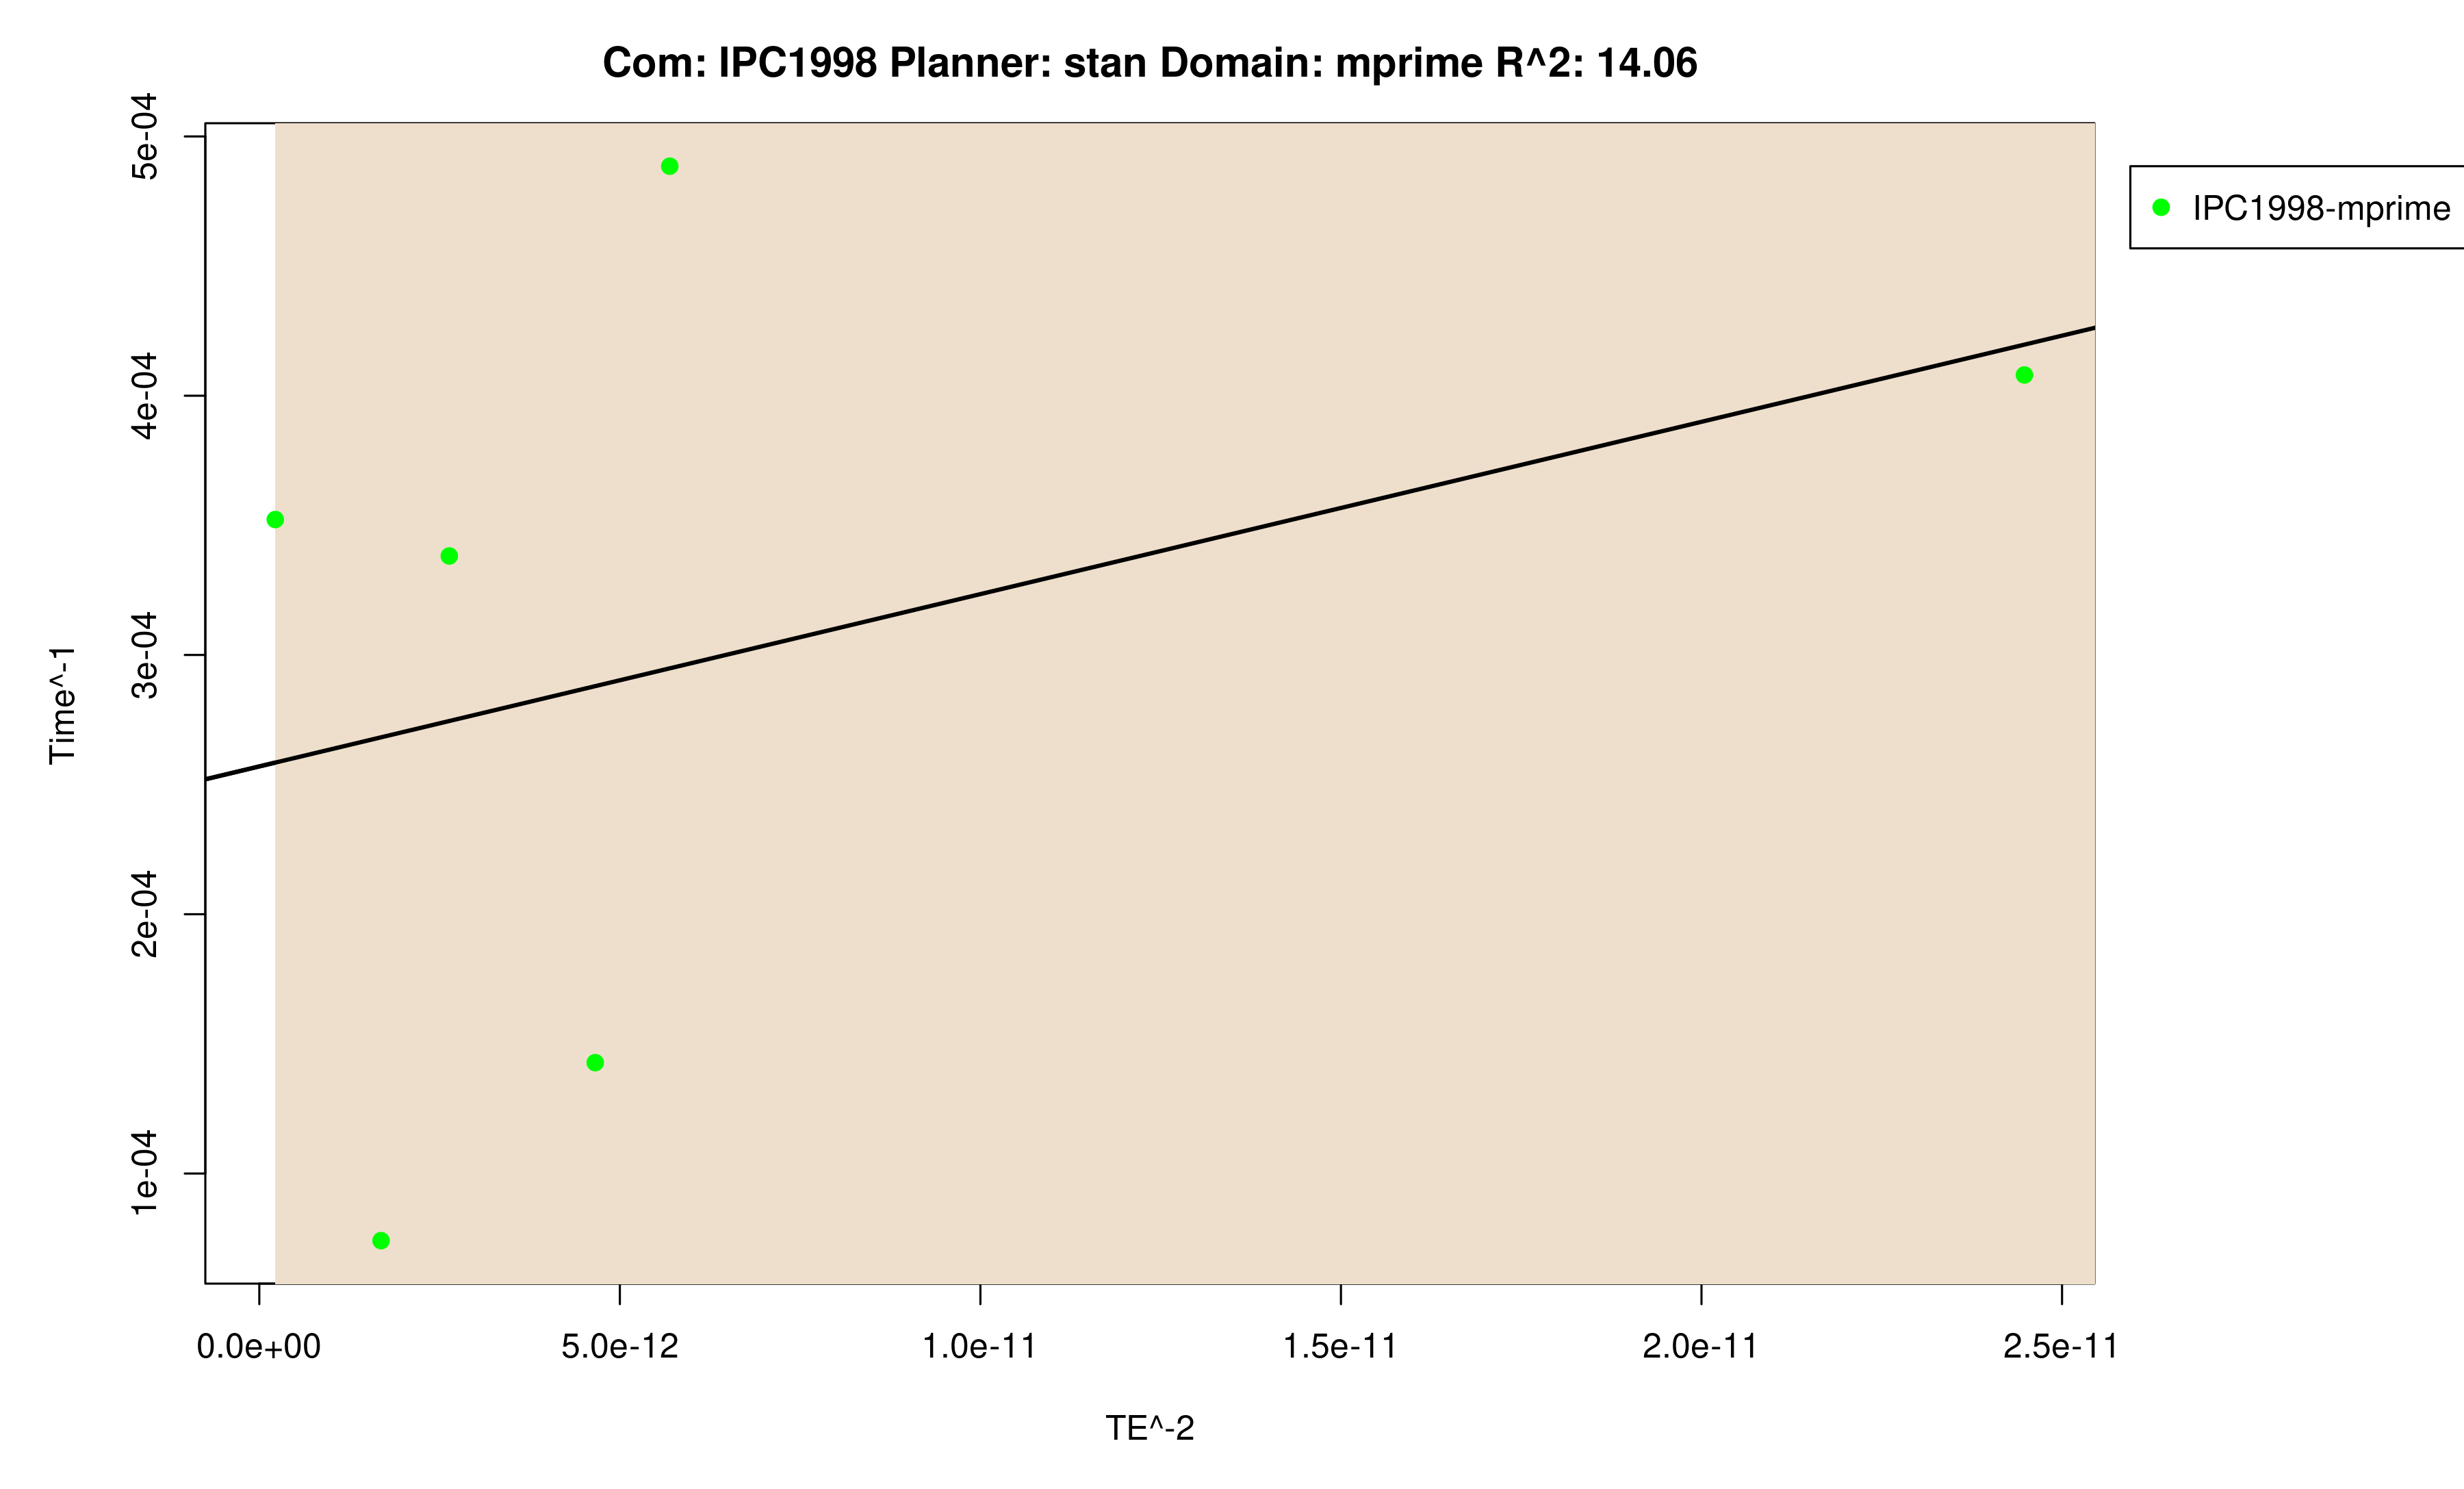 Com: IPC1998 Planner: stan Domain: mprime R^2: 14.06
5e-04
4e-04
3e-04
2e-04
1e-04
Time^-1
IPC1998-mprime
0.0e+00 5.0e-12 1.0e-11 1.5e-11 2.0e-11 2.5e-11
TE^-2